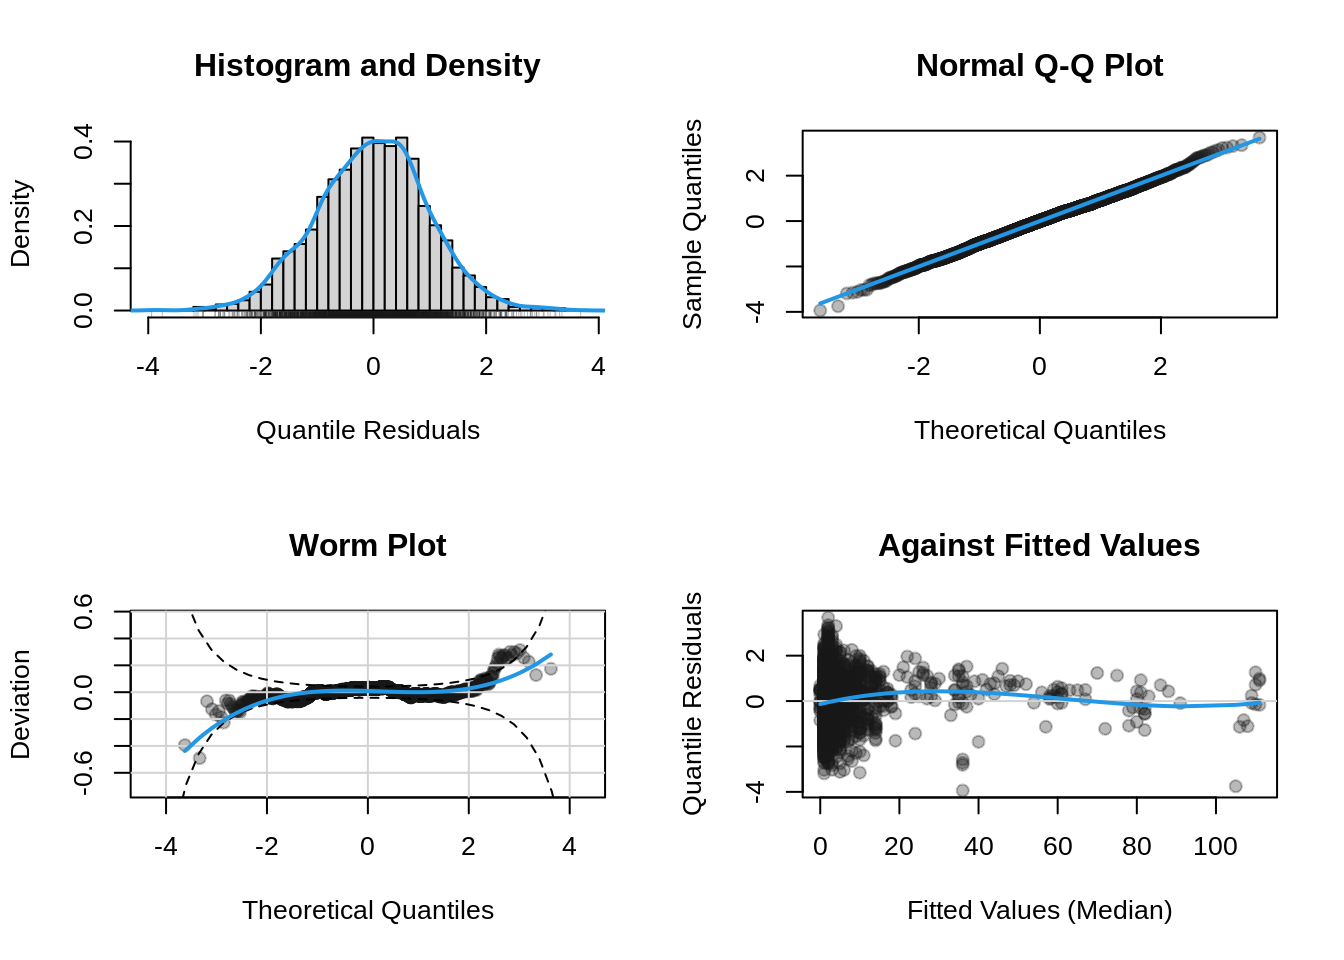 Histogram and Density
Density
0.0 0.2 0.4
-4 -2 0 2 4
Quantile Residuals
Normal Q-Q Plot
Sample Quantiles
-4 0 2
-2 0 2
Theoretical Quantiles
Worm Plot
Deviation
-0.6 0.0 0.6
-4 -2 0 2 4
Theoretical Quantiles
Against Fitted Values
Quantile Residuals
-4 0 2
0 20 40 60 80 100
Fitted Values (Median)